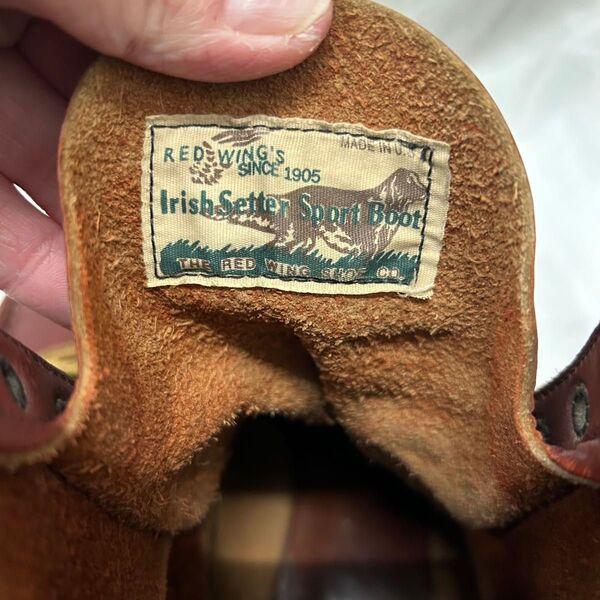 RED WING'S
SINCE 1905
MADE IN U.S.A
Irish Setter Sport Boot
THE RED WING SHOE CO.